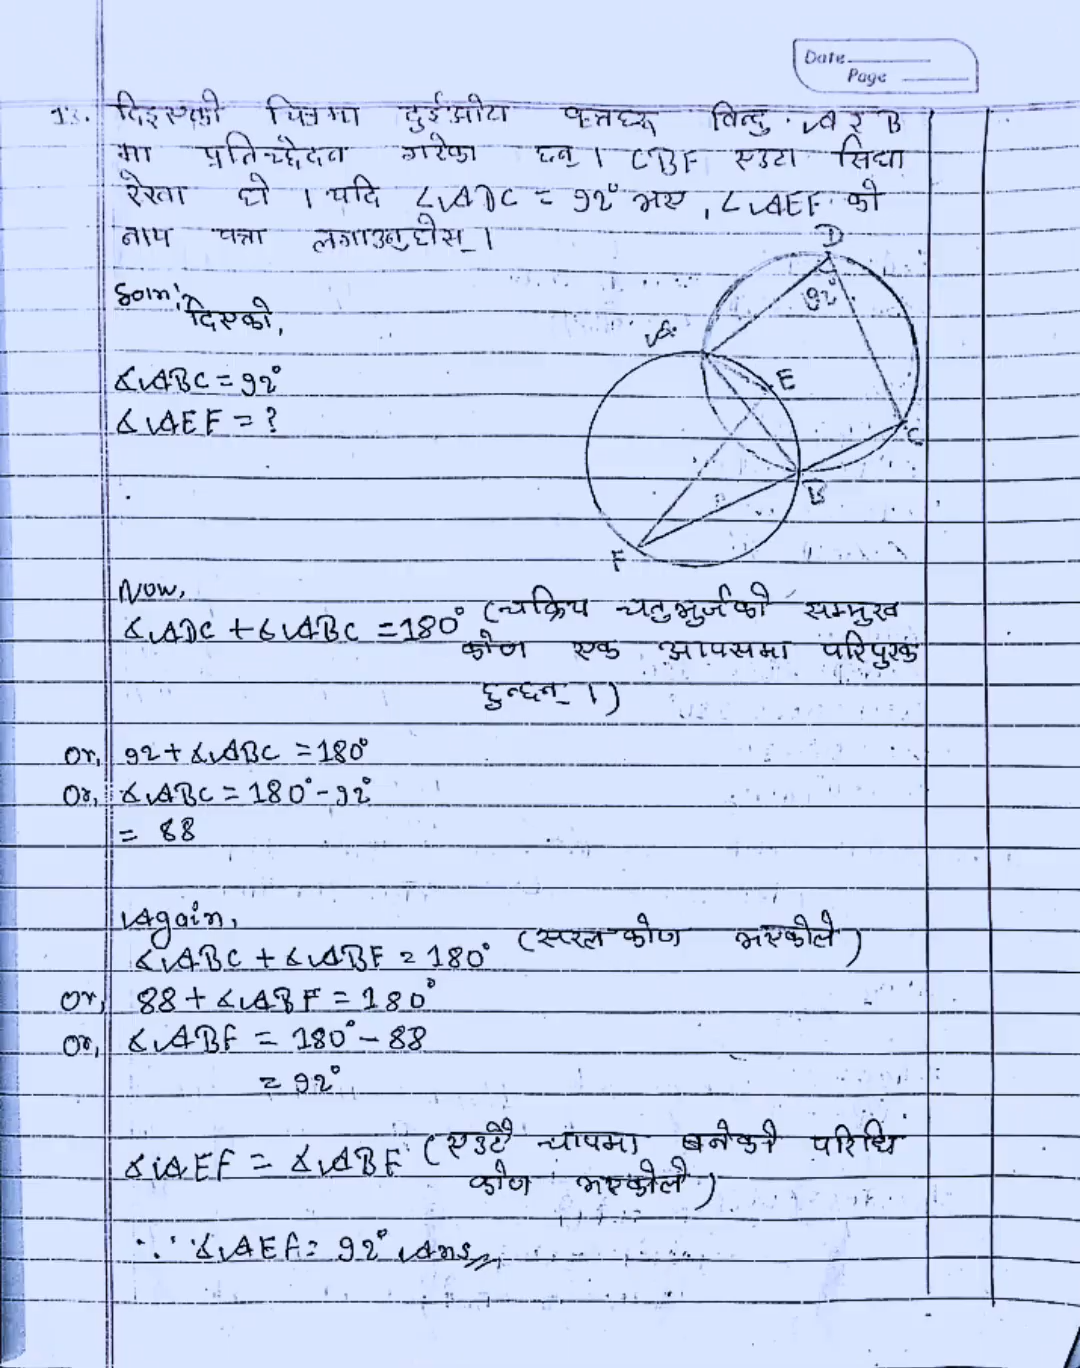 Date
Page
13. दिइएको चित्रमा दुईओटा वृत्तहरू विन्दु A र B
मा प्रतिच्छेदन गरेका छन् । CBF एउटा सिधा
रेखा हो । यदि ∠ADC = 92° भए, ∠AEF को
नाप पत्ता लगाउनुहोस् ।
D
92°
Soln:
दिएको,
A
E
∠ABC = 92°
∠AEF = ?
C
B
F
Now,
∠ADC + ∠ABC = 180° (चक्रिय चतुर्भुजको सम्मुख
कोण एक आपसमा परिपुरक
हुन्छन् ।)
or, 92 + ∠ABC = 180°
or, ∠ABC = 180° - 92°
= 88
Again,
∠ABC + ∠ABF = 180° (सरल कोण भएकोले)
or, 88 + ∠ABF = 180°
or, ∠ABF = 180° - 88
= 92°
∠AEF = ∠ABF (एउटै चापमा बनेको परिधि
कोण भएकोले)
∴ ∠AEF = 92° Ans